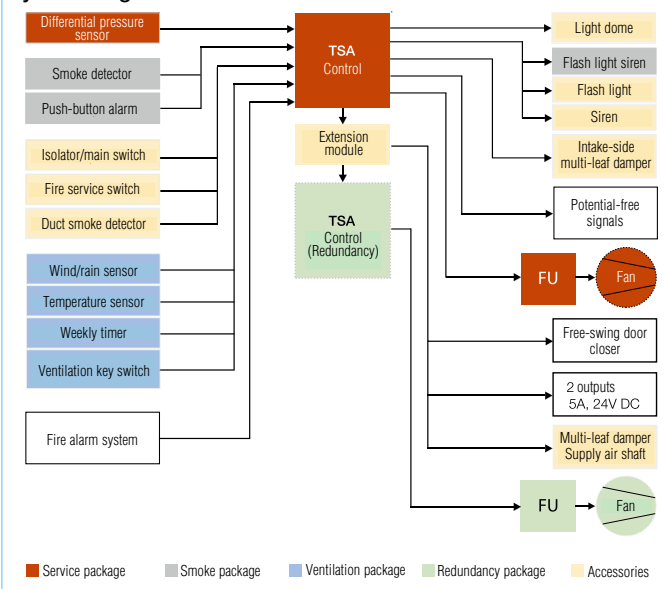 Differential pressure
sensor
Smoke detector
Push-button alarm
Isolator/main switch
Fire service switch
Duct smoke detector
Wind/rain sensor
Temperature sensor
Weekly timer
Ventilation key switch
Fire alarm system
TSA
Control
Extension
module
TSA
Control
(Redundancy)
Light dome
Flash light siren
Flash light
Siren
Intake-side
multi-leaf damper
Potential-free
signals
FU
Fan
Free-swing door
closer
2 outputs
5A, 24V DC
Multi-leaf damper
Supply air shaft
FU
Fan
Service package
Smoke package
Ventilation package
Redundancy package
Accessories